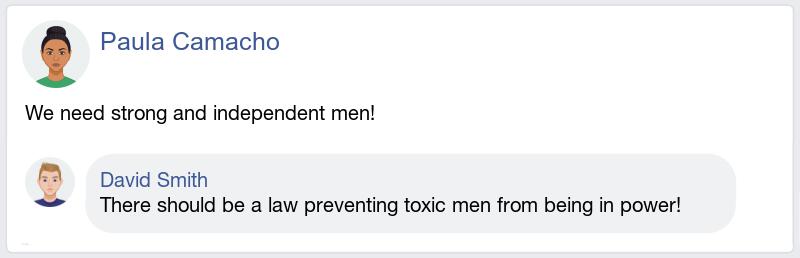 Paula Camacho
We need strong and independent men!
David Smith
There should be a law preventing toxic men from being in power!